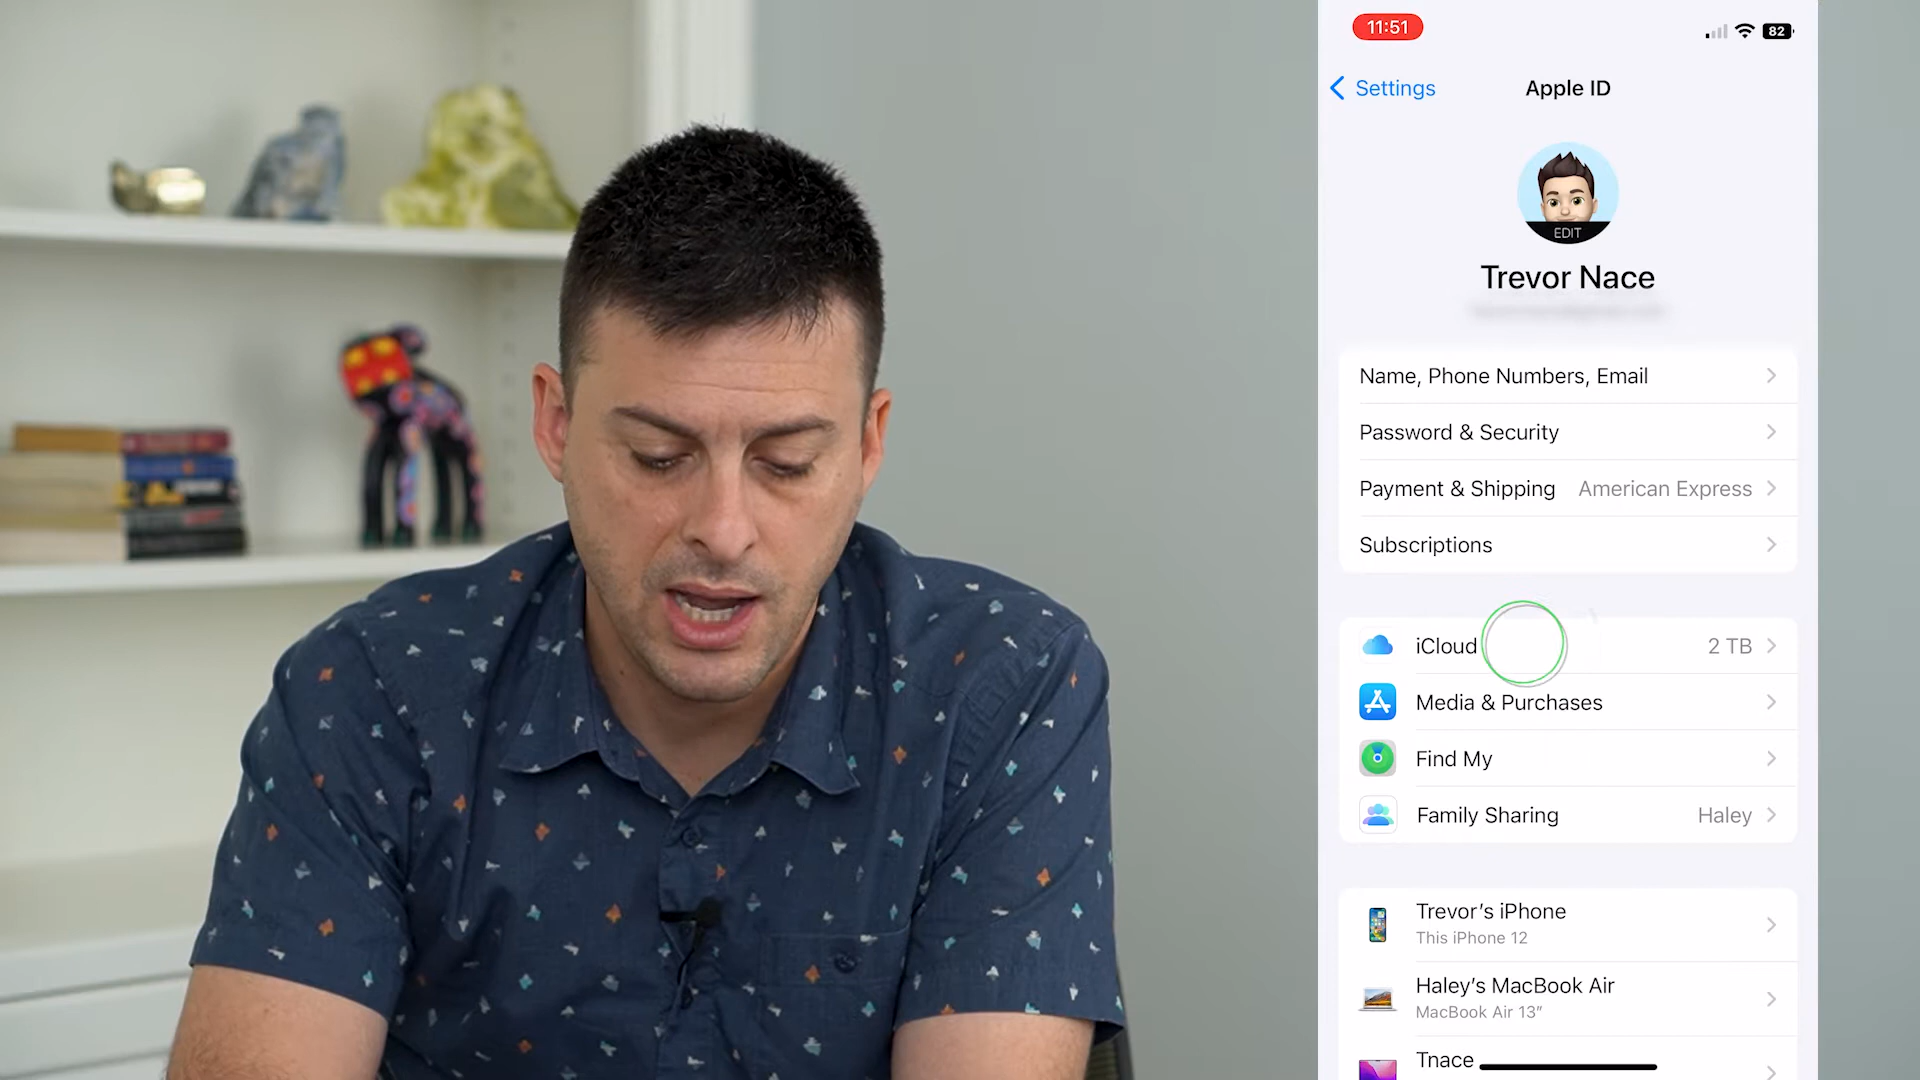 11:51
82
Settings
Apple ID
EDIT
Trevor Nace
Name, Phone Numbers, Email
Password & Security
Payment & Shipping American Express
Subscriptions
iCloud 2 TB
Media & Purchases
Find My
Family Sharing Haley
Trevor’s iPhone
This iPhone 12
Haley’s MacBook Air
MacBook Air 13”
Tnace